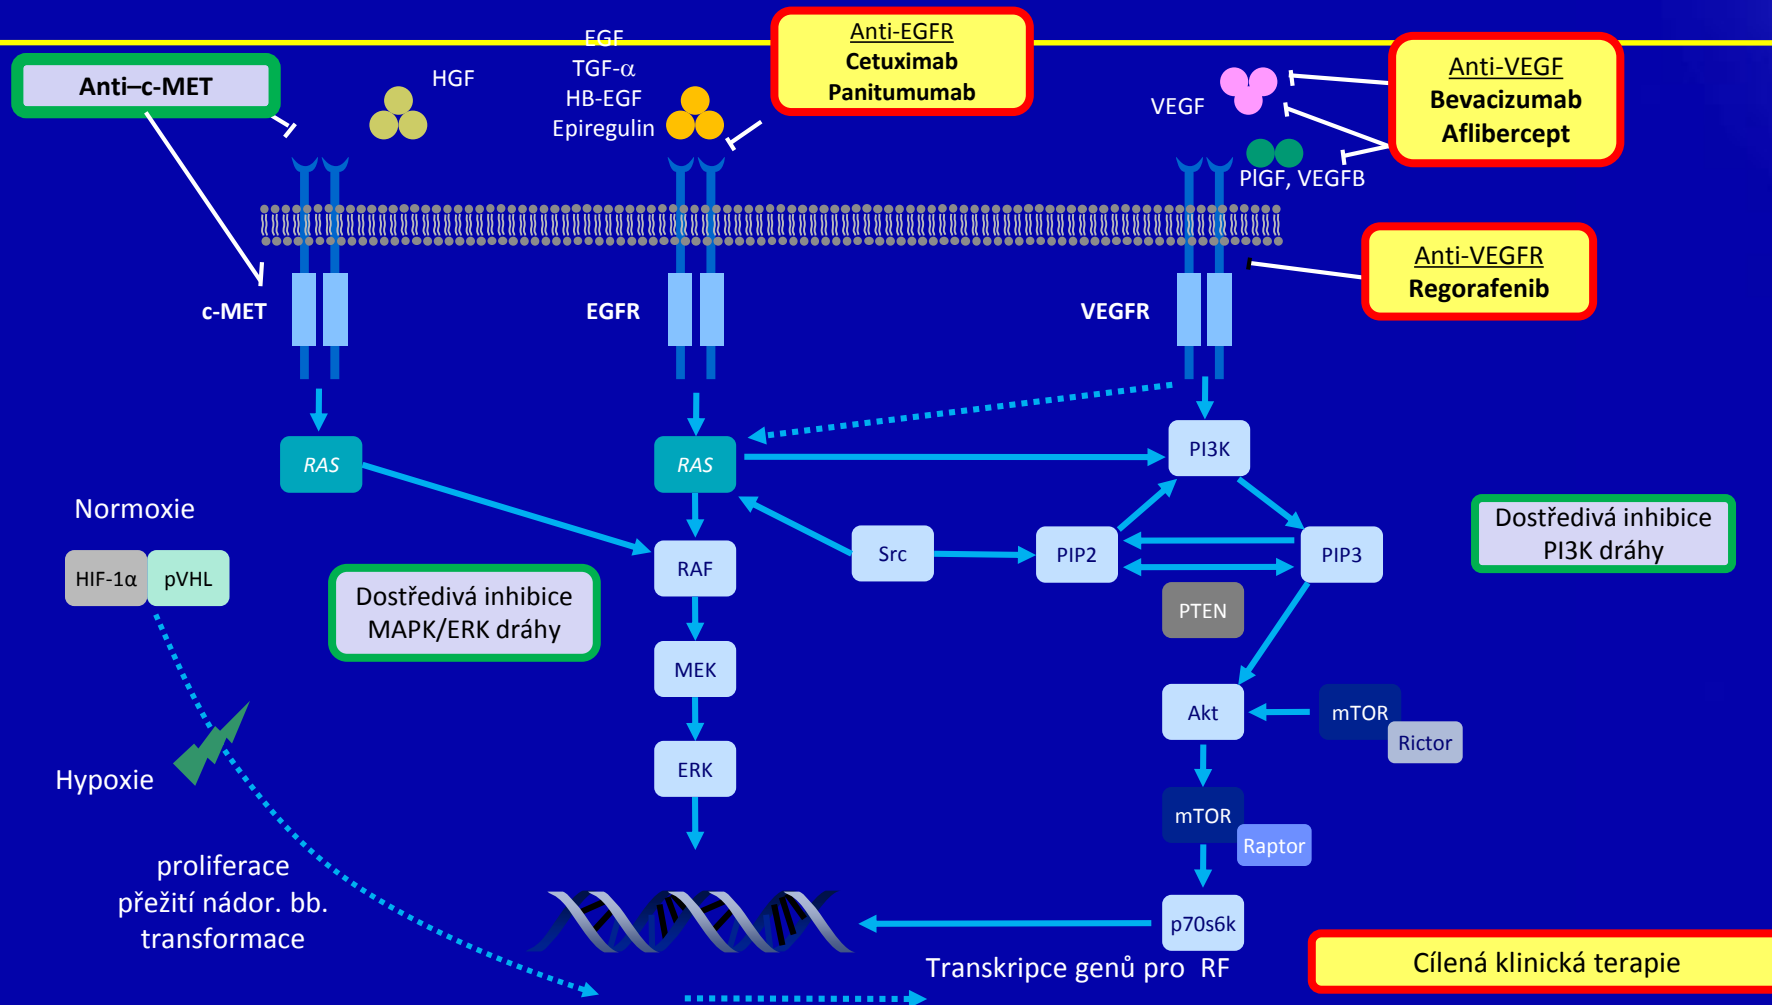 Anti–c-MET
HGF
EGF
TGF-α
HB-EGF
Epiregulin
Anti-EGFR
Cetuximab
Panitumumab
VEGF
PlGF, VEGFB
Anti-VEGF
Bevacizumab
Aflibercept
Anti-VEGFR
Regorafenib
c-MET
EGFR
VEGFR
RAS
RAS
PI3K
Normoxie
HIF-1α
pVHL
Dostředivá inhibice
MAPK/ERK dráhy
RAF
Src
PIP2
PIP3
Dostředivá inhibice
PI3K dráhy
PTEN
MEK
Akt
mTOR
Rictor
Hypoxie
ERK
mTOR
Raptor
proliferace
přežití nádor. bb.
transformace
p70s6k
Transkripce genů pro RF
Cílená klinická terapie